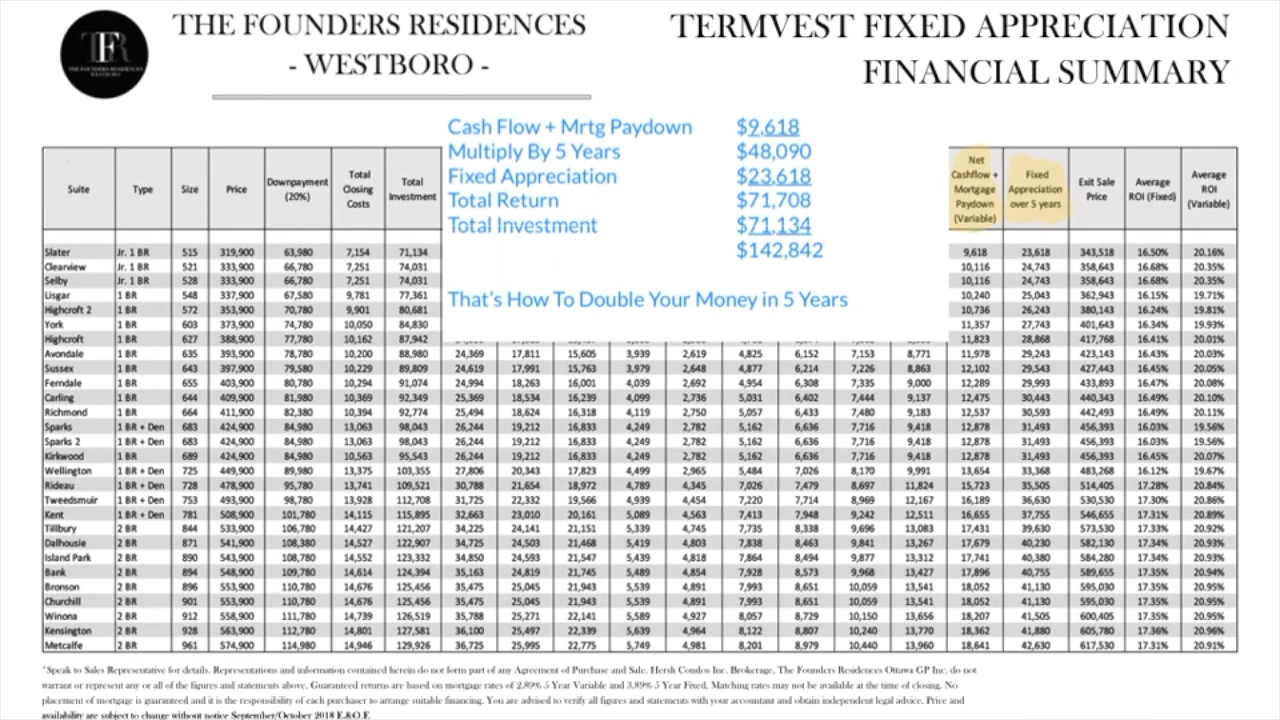 THE FOUNDERS RESIDENCES
- WESTBORO -
TERMVEST FIXED APPRECIATION
FINANCIAL SUMMARY
Cash Flow + Mrtg Paydown $9,618
Multiply By 5 Years $48,090
Fixed Appreciation $23,618
Total Return $71,708
Total Investment $71,134
$142,842
That's How To Double Your Money in 5 Years
Suite Type Size Price Downpayment (20%) Total Closing Costs Total Investment Net Cashflow + Mortgage Paydown (Variable) Fixed Appreciation over 5 years Exit Sale Price Average ROI (Fixed) Average ROI (Variable)
Slater Jr. 1 BR 515 319,900 63,980 7,154 71,134 9,618 23,618 343,518 16.50% 20.16%
Clearview Jr. 1 BR 521 333,900 66,780 7,251 74,031 10,116 24,743 358,643 16.68% 20.35%
Selby Jr. 1 BR 528 333,900 66,780 7,251 74,031 10,116 24,743 358,643 16.68% 20.35%
Lisgar 1 BR 548 337,900 67,580 9,781 77,361 10,240 25,043 362,943 16.15% 19.71%
Highcroft 2 1 BR 572 353,900 70,780 9,901 80,681 10,736 26,243 380,143 16.24% 19.81%
York 1 BR 603 373,900 74,780 10,050 84,830 11,357 27,743 401,643 16.34% 19.93%
Highcroft 1 BR 627 388,900 77,780 10,162 87,942 11,823 28,868 417,768 16.41% 20.01%
Avondale 1 BR 635 393,900 78,780 10,200 88,980 24,369 17,811 15,605 3,939 2,619 4,825 6,152 7,153 8,771 11,978 29,243 423,143 16.43% 20.03%
Sussex 1 BR 643 397,900 79,580 10,229 89,809 24,619 17,991 15,763 3,979 2,648 4,877 6,214 7,226 8,863 12,102 29,543 427,443 16.45% 20.05%
Ferndale 1 BR 655 403,900 80,780 10,294 91,074 24,994 18,263 16,001 4,039 2,692 4,954 6,308 7,335 9,000 12,289 29,993 433,893 16.47% 20.08%
Carling 1 BR 644 409,900 81,980 10,369 92,349 25,369 18,534 16,239 4,099 2,736 5,031 6,402 7,444 9,137 12,475 30,443 440,343 16.49% 20.10%
Richmond 1 BR 664 411,900 82,380 10,394 92,774 25,494 18,624 16,318 4,119 2,750 5,057 6,433 7,480 9,183 12,537 30,593 442,493 16.49% 20.11%
Sparks 1 BR + Den 683 424,900 84,980 13,063 98,043 26,244 19,212 16,833 4,249 2,782 5,162 6,636 7,716 9,418 12,878 31,493 456,393 16.03% 19.56%
Sparks 2 1 BR + Den 683 424,900 84,980 13,063 98,043 26,244 19,212 16,833 4,249 2,782 5,162 6,636 7,716 9,418 12,878 31,493 456,393 16.03% 19.56%
Kirkwood 1 BR 689 424,900 84,980 10,563 95,543 26,244 19,212 16,833 4,249 2,782 5,162 6,636 7,716 9,418 12,878 31,493 456,393 16.45% 20.07%
Wellington 1 BR + Den 725 449,900 89,980 13,375 103,355 27,806 20,343 17,823 4,499 2,965 5,484 7,026 8,170 9,991 13,654 33,368 483,268 16.12% 19.67%
Rideau 1 BR + Den 728 478,900 95,780 13,741 109,521 30,788 21,654 18,972 4,789 4,345 7,026 7,479 8,697 11,824 15,723 35,505 514,405 17.28% 20.84%
Tweedsmuir 1 BR + Den 753 493,900 98,780 13,928 112,708 31,725 22,332 19,566 4,939 4,454 7,220 7,714 8,969 12,167 16,189 36,630 530,530 17.30% 20.86%
Kent 1 BR + Den 781 508,900 101,780 14,115 115,895 32,663 23,010 20,161 5,089 4,563 7,413 7,948 9,242 12,511 16,655 37,755 546,655 17.31% 20.89%
Tillbury 2 BR 844 533,900 106,780 14,427 121,207 34,225 24,141 21,151 5,339 4,745 7,735 8,338 9,696 13,083 17,431 39,630 573,530 17.33% 20.92%
Dalhousie 2 BR 871 541,900 108,380 14,527 122,907 34,725 24,503 21,468 5,419 4,803 7,838 8,463 9,841 13,267 17,679 40,230 582,130 17.34% 20.93%
Island Park 2 BR 890 543,900 108,780 14,552 123,332 34,850 24,593 21,547 5,439 4,818 7,864 8,494 9,877 13,312 17,741 40,380 584,280 17.34% 20.93%
Bank 2 BR 894 548,900 109,780 14,614 124,394 35,163 24,819 21,745 5,489 4,854 7,928 8,573 9,968 13,427 17,896 40,755 589,655 17.35% 20.94%
Bronson 2 BR 896 553,900 110,780 14,676 125,456 35,475 25,045 21,943 5,539 4,891 7,993 8,651 10,059 13,541 18,052 41,130 595,030 17.35% 20.95%
Churchill 2 BR 901 553,900 110,780 14,676 125,456 35,475 25,045 21,943 5,539 4,891 7,993 8,651 10,059 13,541 18,052 41,130 595,030 17.35% 20.95%
Winona 2 BR 912 558,900 111,780 14,739 126,519 35,788 25,271 22,141 5,589 4,927 8,057 8,729 10,150 13,656 18,207 41,505 600,405 17.35% 20.95%
Kensington 2 BR 928 563,900 112,780 14,801 127,581 36,100 25,497 22,339 5,639 4,964 8,122 8,807 10,240 13,770 18,362 41,880 605,780 17.36% 20.96%
Metcalfe 2 BR 961 574,900 114,980 14,946 129,926 36,725 25,995 22,775 5,749 4,981 8,201 8,979 10,440 13,960 18,641 42,630 617,530 17.31% 20.91%
*Speak to Sales Representative for details. Representations and information contained herein do not form part of any Agreement of Purchase and Sale. Hersh Condos Inc. Brokerage, The Founders Residences Ottawa GP Inc. do not
warrant or represent any or all of the figures and statements above. Guaranteed returns are based on mortgage rates of 2.89% 5 Year Variable and 3.89% 5 Year Fixed. Matching rates may not be available at the time of closing. No
placement of mortgage is guaranteed and it is the responsibility of each purchaser to arrange suitable financing. You are advised to verify all figures and statements with your accountant and obtain independent legal advice. Price and
availability are subject to change without notice September/October 2018 E.&O.E